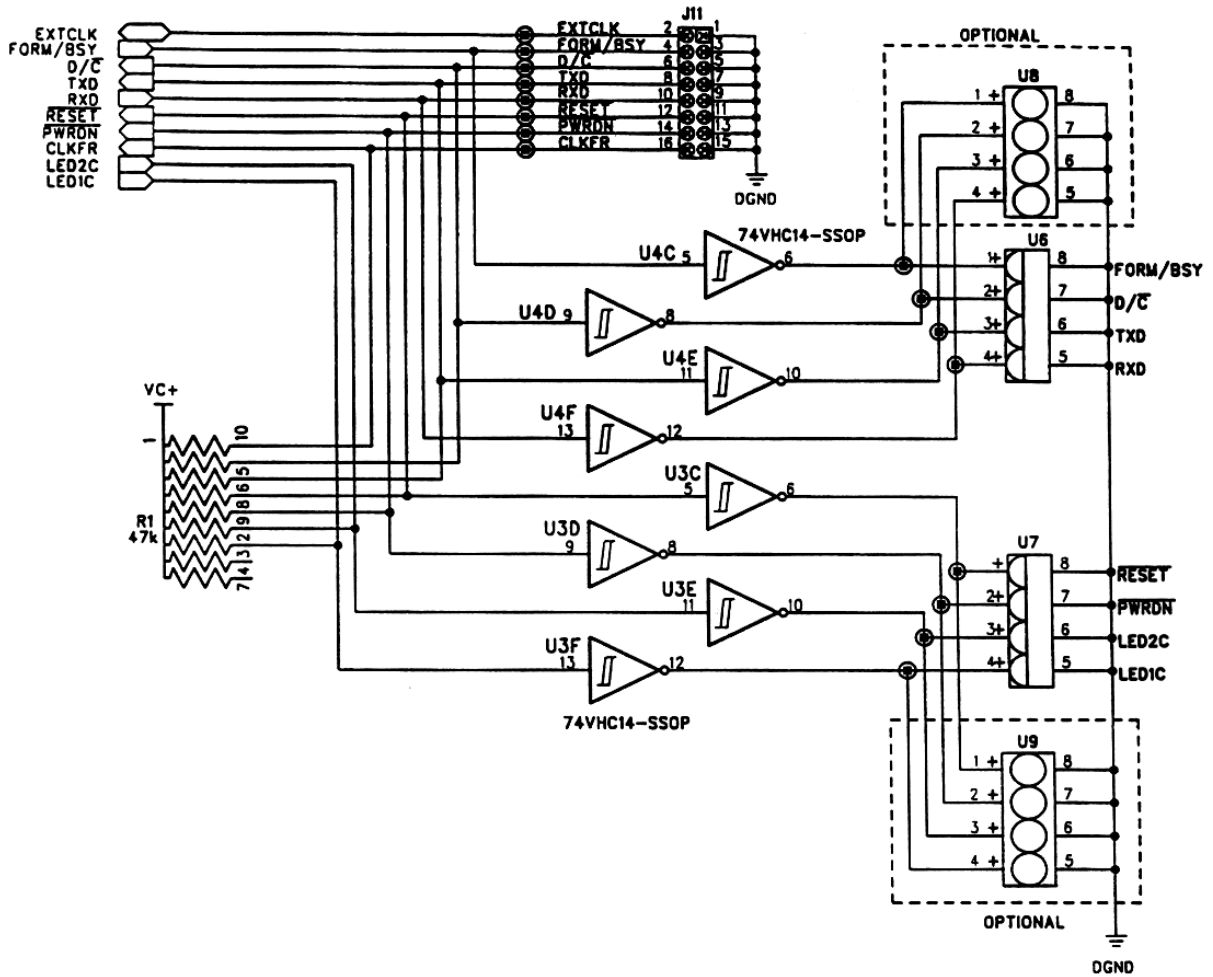 J11
EXTCLK EXTCLK 2 1
FORM/BSY FORM/BSY 4 3
D/C̅ D/C̅ 6 5
TXD TXD 8 7
RXD RXD 10 9
R̅E̅S̅E̅T̅ R̅E̅S̅E̅T̅ 12 11
P̅W̅R̅D̅N̅ P̅W̅R̅D̅N̅ 14 13
CLKFR CLKFR 16 15
LED2C
LED1C
DGND
OPTIONAL
U8
1 + 8
2 + 7
3 + 6
4 + 5
74VHC14-SSOP
U4C 5 6
U4D 9 8
U4E 11 10
U4F 13 12
U6
1+ 8 FORM/BSY
2+ 7 D/C̅
3+ 6 TXD
4+ 5 RXD
VC+
1 10
5
6
8
9
2
3
4
7
R1
47k
U3C 5 6
U3D 9 8
U3E 11 10
U3F 13 12
74VHC14-SSOP
U7
+ 8 R̅E̅S̅E̅T̅
2+ 7 P̅W̅R̅D̅N̅
3+ 6 LED2C
4+ 5 LED1C
U9
1 + 8
2 + 7
3 + 6
4 + 5
OPTIONAL
DGND